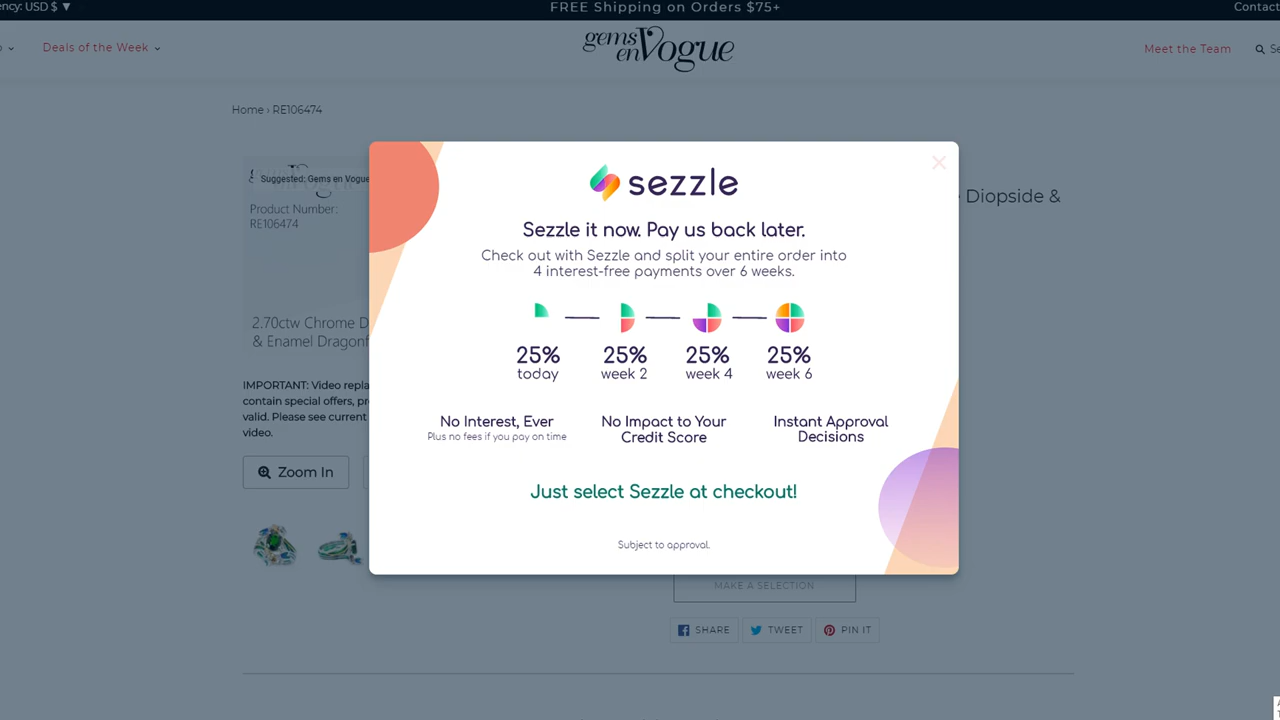 ency: USD $ ▼
FREE Shipping on Orders $75+
Contact
Deals of the Week
gems en Vogue
Meet the Team
Home › RE106474
Suggested: Gems en Vogue
Product Number:
RE106474
2.70ctw Chrome D
& Enamel Dragonf
IMPORTANT: Video repla
contain special offers, pr
valid. Please see current
video.
Zoom In
Diopside &
sezzle
Sezzle it now. Pay us back later.
Check out with Sezzle and split your entire order into
4 interest-free payments over 6 weeks.
25% 25% 25% 25%
today week 2 week 4 week 6
No Interest, Ever
Plus no fees if you pay on time
No Impact to Your
Credit Score
Instant Approval
Decisions
Just select Sezzle at checkout!
Subject to approval.
MAKE A SELECTION
SHARE TWEET PIN IT